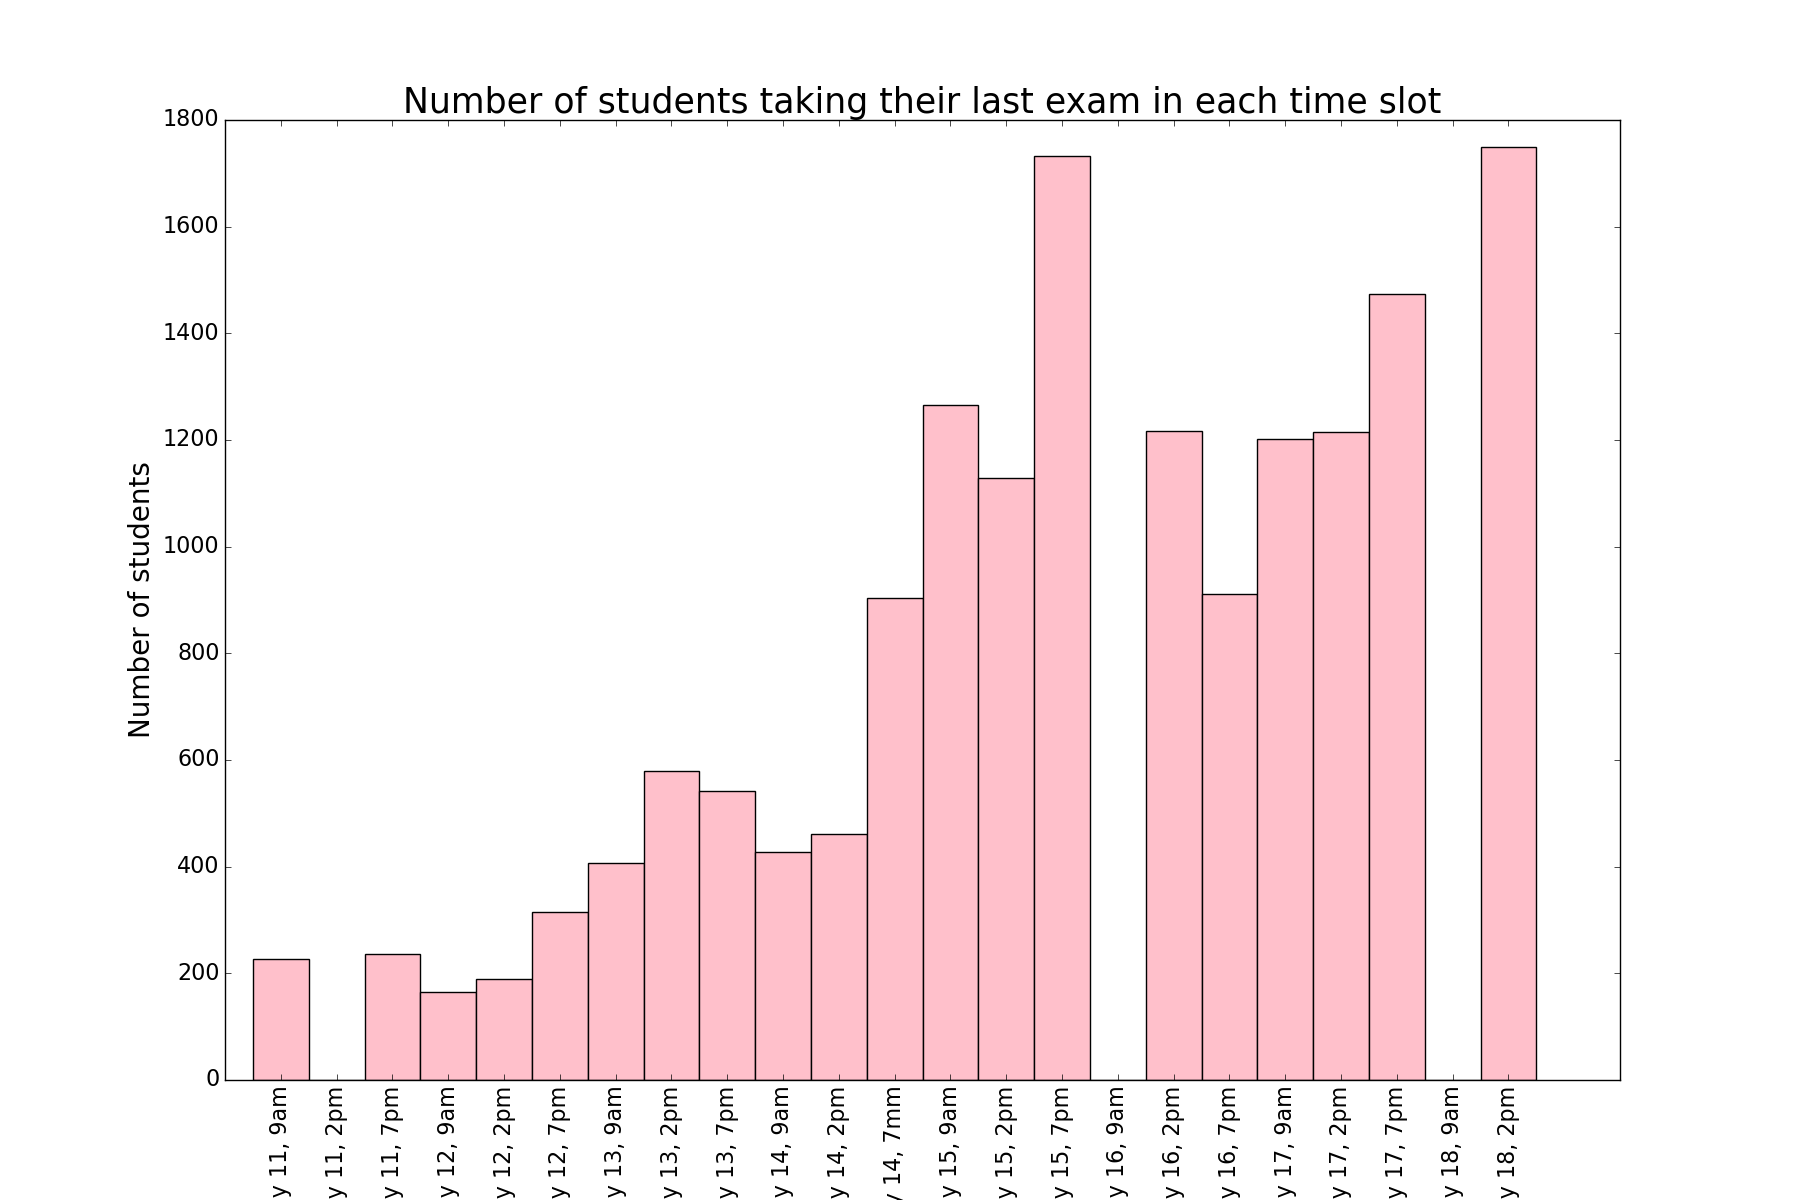 Number of students taking their last exam in each time slot
Number of students
1800
1600
1400
1200
1000
800
600
400
200
0
y 11, 9am
y 11, 2pm
y 11, 7pm
y 12, 9am
y 12, 2pm
y 12, 7pm
y 13, 9am
y 13, 2pm
y 13, 7pm
y 14, 9am
y 14, 2pm
y 14, 7mm
y 15, 9am
y 15, 2pm
y 15, 7pm
y 16, 9am
y 16, 2pm
y 16, 7pm
y 17, 9am
y 17, 2pm
y 17, 7pm
y 18, 9am
y 18, 2pm